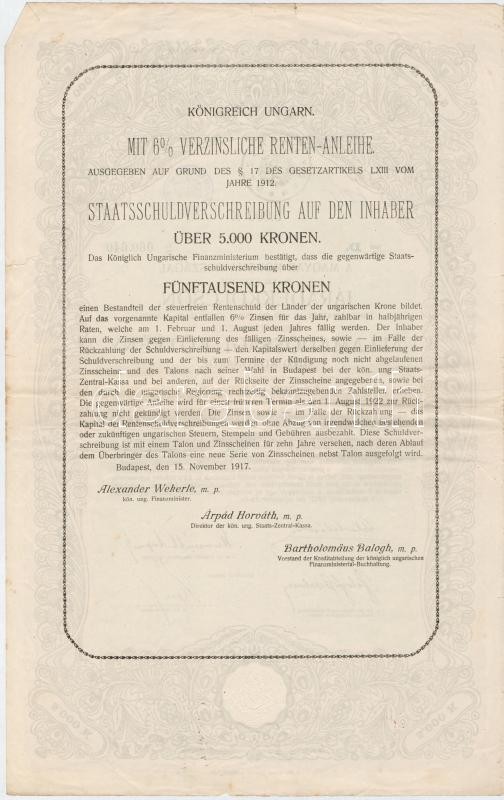 KÖNIGREICH UNGARN.
MIT 6% VERZINSLICHE RENTEN-ANLEIHE.
AUSGEGEBEN AUF GRUND DES § 17 DES GESETZARTIKELS LXIII VOM
JAHRE 1912.
STAATSSCHULDVERSCHREIBUNG AUF DEN INHABER
ÜBER 5.000 KRONEN.
Das Königlich Ungarische Finanzministerium bestätigt, dass die gegenwärtige Staats-
schuldverschreibung über
FÜNFTAUSEND KRONEN
einen Bestandteil der steuerfreien Rentenschuld der Länder der ungarischen Krone bildet.
Auf das vorgenannte Kapital entfallen 6% Zinsen für das Jahr, zahlbar in halbjährigen
Raten, welche am 1. Februar und 1. August jeden Jahres fällig werden. Der Inhaber
kann die Zinsen gegen Einlieferung des fälligen Zinsscheines, sowie — im Falle der
Rückzahlung der Schuldverschreibung — den Kapitalswert derselben gegen Einlieferung der
Schuldverschreibung und der bis zum Termine der Kündigung noch nicht abgelaufenen
Zinsscheine und des Talons nach seiner Wahl in Budapest bei der kön. ung. Staats-
Zentral-Kassa und bei anderen, auf der Rückseite der Zinsscheine angegebenen, sowie bei
den durch die ungarische Regierung rechtzeitig bekanntzugebenden Zahlstellen, erheben.
Die gegenwärtige Anleihe wird für einen früheren Termin als den 1. August 1922 zur Rück-
zahlung nicht gekündigt werden. Die Zinsen sowie — im Falle der Rückzahlung — das
Kapital der Rentenschuldverschreibungen werden ohne Abzug von irgendwelchen bestehenden
oder zukünftigen ungarischen Steuern, Stempeln und Gebühren ausbezahlt. Diese Schuldver-
schreibung ist mit einem Talon und Zinsscheinen für zehn Jahre versehen, nach deren Ablauf
dem Überbringer des Talons eine neue Serie von Zinsscheinen nebst Talon ausgefolgt wird.
Budapest, den 15. November 1917.
Alexander Wekerle, m. p.
kön. ung. Finanzminister.
Árpád Horváth, m. p.
Direktor der kön. ung. Staats-Zentral-Kassa.
Bartholomäus Balogh, m. p.
Vorstand der Kreditabteilung der königlich ungarischen
Finanzministerial-Buchhaltung.